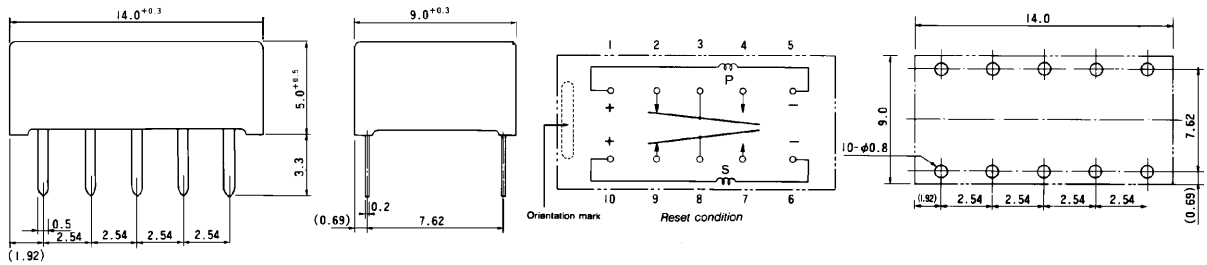 14.0+0.3
5.0+0.5
3.3
0.5
2.54 2.54 2.54 2.54
(1.92)
9.0+0.3
0.2
(0.69)
7.62
1 2 3 4 5
P
+ −
+ −
S
10 9 8 7 6
Orientation mark
Reset condition
14.0
9.0
7.62
10-ϕ0.8
(1.92) 2.54 2.54 2.54 2.54
(0.69)